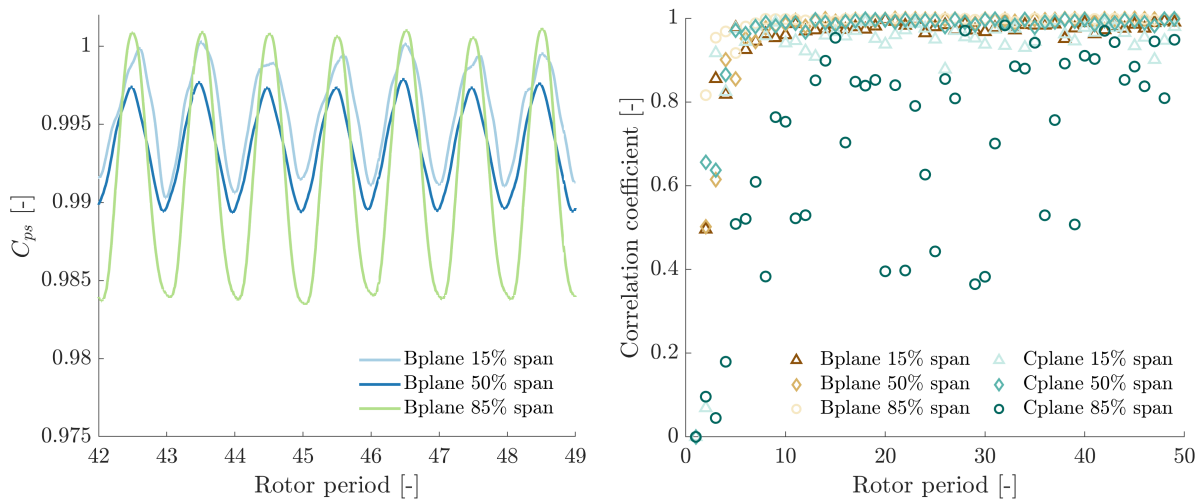 1
0.995
0.99
0.985
0.98
0.975
C_ps [-]
42 43 44 45 46 47 48 49
Rotor period [-]
Bplane 15% span
Bplane 50% span
Bplane 85% span
1
0.8
0.6
0.4
0.2
0
Correlation coefficient [-]
0 10 20 30 40 50
Rotor period [-]
Bplane 15% span Cplane 15% span
Bplane 50% span Cplane 50% span
Bplane 85% span Cplane 85% span